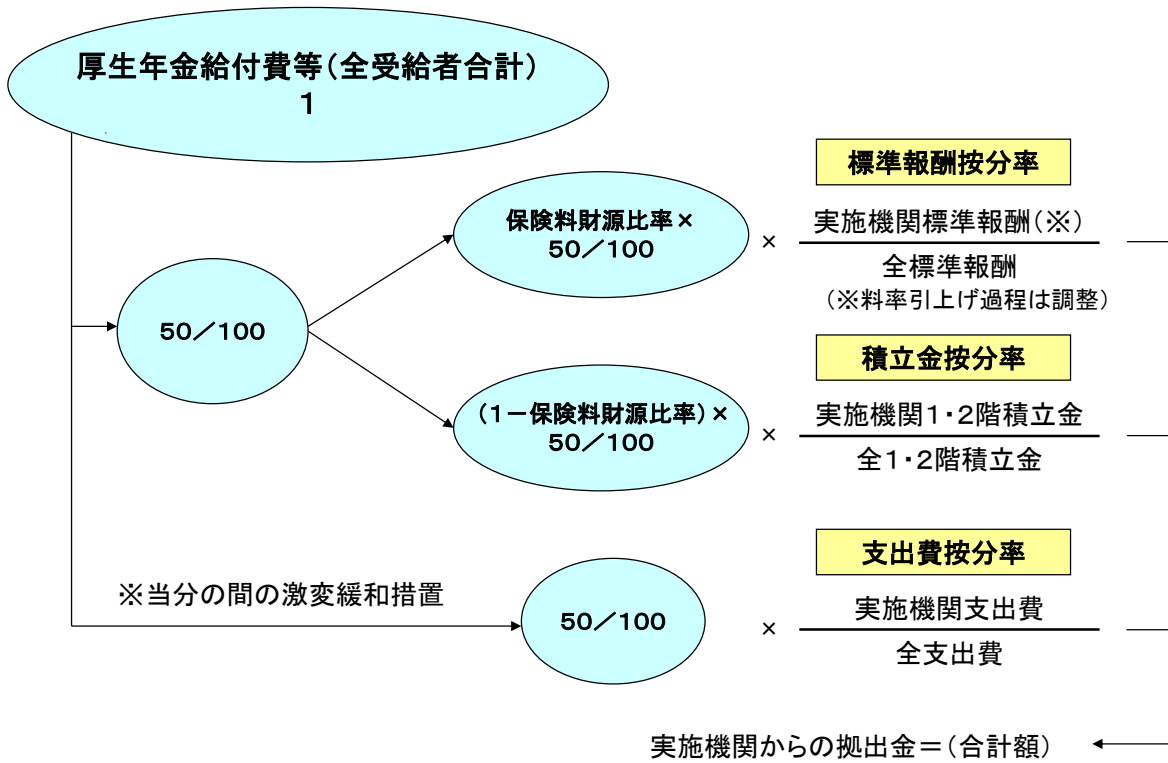 厚生年金給付費等(全受給者合計)
1
標準報酬按分率
保険料財源比率×
50/100
×
実施機関標準報酬(※)
全標準報酬
(※料率引上げ過程は調整)
50/100
積立金按分率
(1-保険料財源比率)×
50/100
×
実施機関1・2階積立金
全1・2階積立金
支出費按分率
※当分の間の激変緩和措置
50/100
×
実施機関支出費
全支出費
実施機関からの拠出金=(合計額)